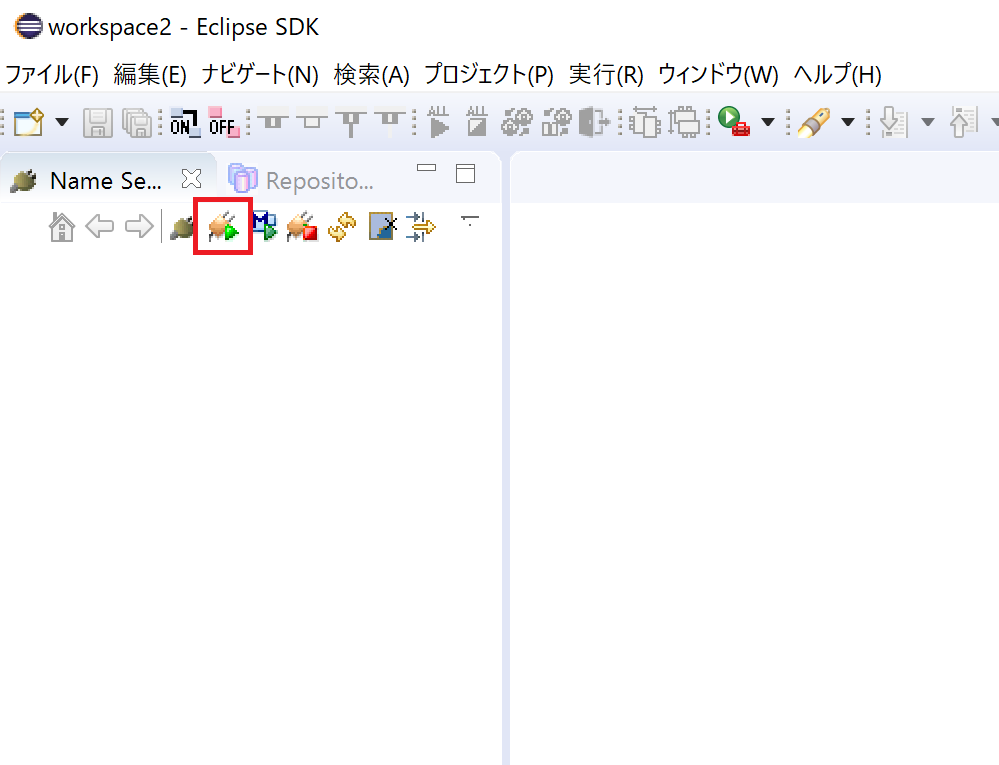 workspace2 - Eclipse SDK
ファイル(F) 編集(E) ナビゲート(N) 検索(A) プロジェクト(P) 実行(R) ウィンドウ(W) ヘルプ(H)
ON OFF
Name Se... Reposito...
M